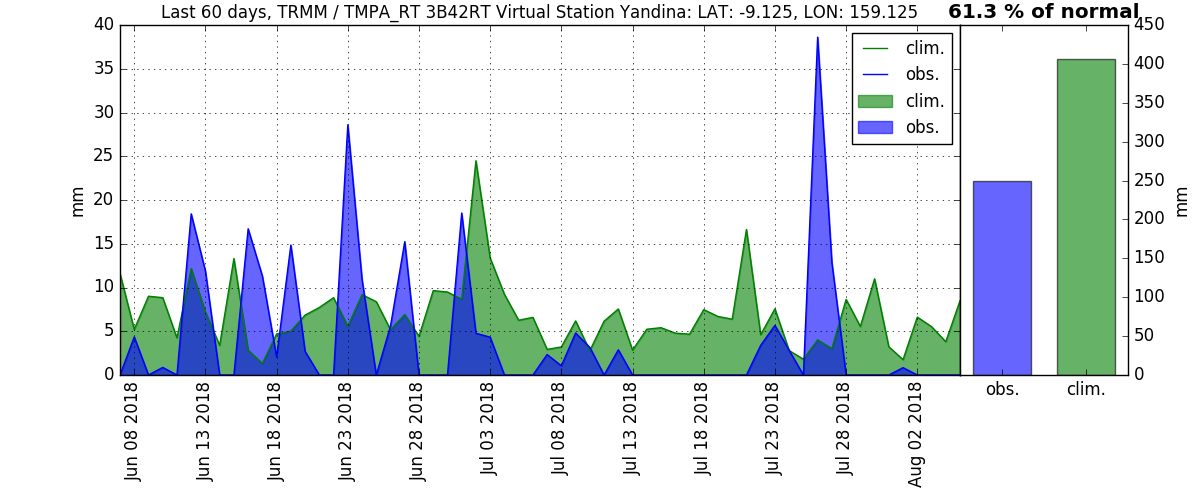 Last 60 days, TRMM / TMPA_RT 3B42RT Virtual Station Yandina: LAT: -9.125, LON: 159.125
61.3 % of normal
40
35
30
25
20
15
10
5
0
mm
clim.
obs.
clim.
obs.
Jun 08 2018
Jun 13 2018
Jun 18 2018
Jun 23 2018
Jun 28 2018
Jul 03 2018
Jul 08 2018
Jul 13 2018
Jul 18 2018
Jul 23 2018
Jul 28 2018
Aug 02 2018
450
400
350
300
250
200
150
100
50
0
mm
obs.
clim.